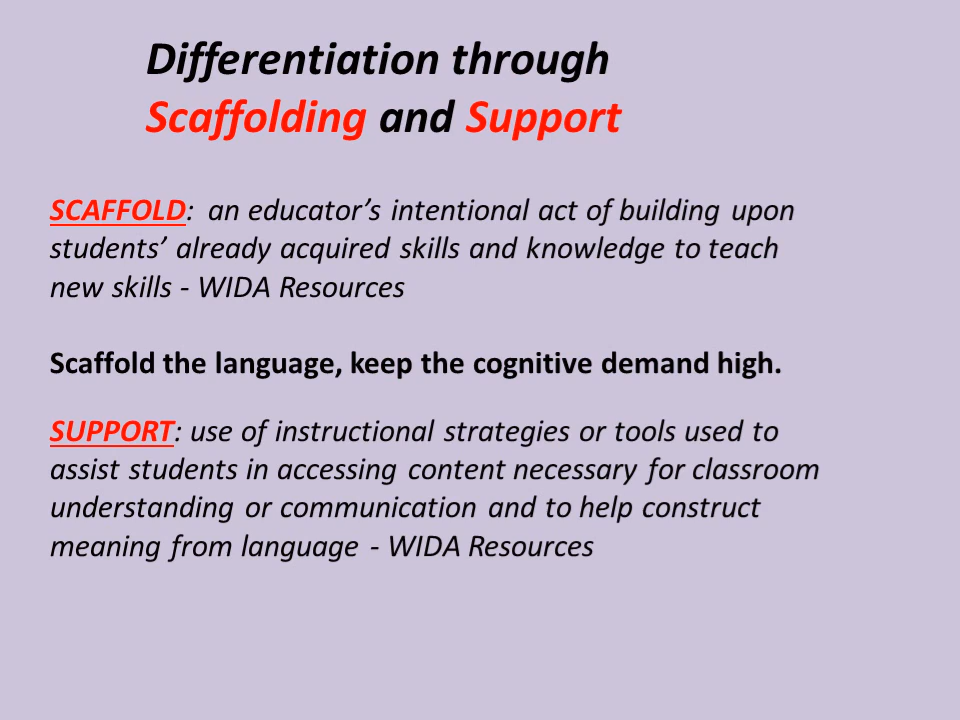 Differentiation through
Scaffolding and Support
SCAFFOLD: an educator’s intentional act of building upon
students’ already acquired skills and knowledge to teach
new skills - WIDA Resources
Scaffold the language, keep the cognitive demand high.
SUPPORT: use of instructional strategies or tools used to
assist students in accessing content necessary for classroom
understanding or communication and to help construct
meaning from language - WIDA Resources